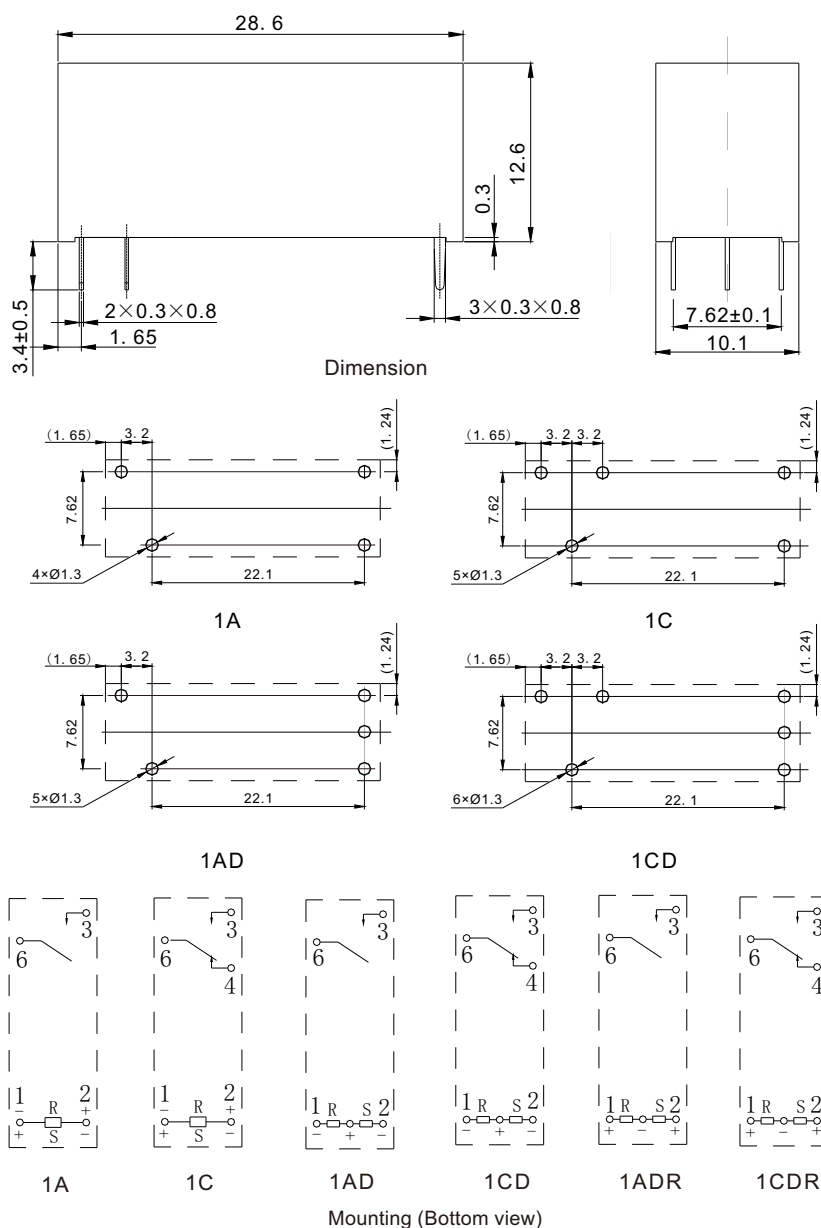 28.6
12.6
0.3
3.4±0.5
2×0.3×0.8
1.65
3×0.3×0.8
7.62±0.1
10.1
Dimension
(1.65) 3.2 (1.24)
7.62
4×Ø1.3
22.1
1A
(1.65) 3.2 3.2 (1.24)
7.62
5×Ø1.3
22.1
1C
(1.65) 3.2 (1.24)
7.62
5×Ø1.3
22.1
1AD
(1.65) 3.2 3.2 (1.24)
7.62
6×Ø1.3
22.1
1CD
3
6
1 2
- R +
+ S -
1A
3
6
4
1 2
- R +
+ S -
1C
3
6
1 R S 2
- + -
1AD
3
6
4
1 R S 2
- + -
1CD
3
6
1 R S 2
+ - +
1ADR
3
6
4
1 R S 2
+ - +
1CDR
Mounting (Bottom view)